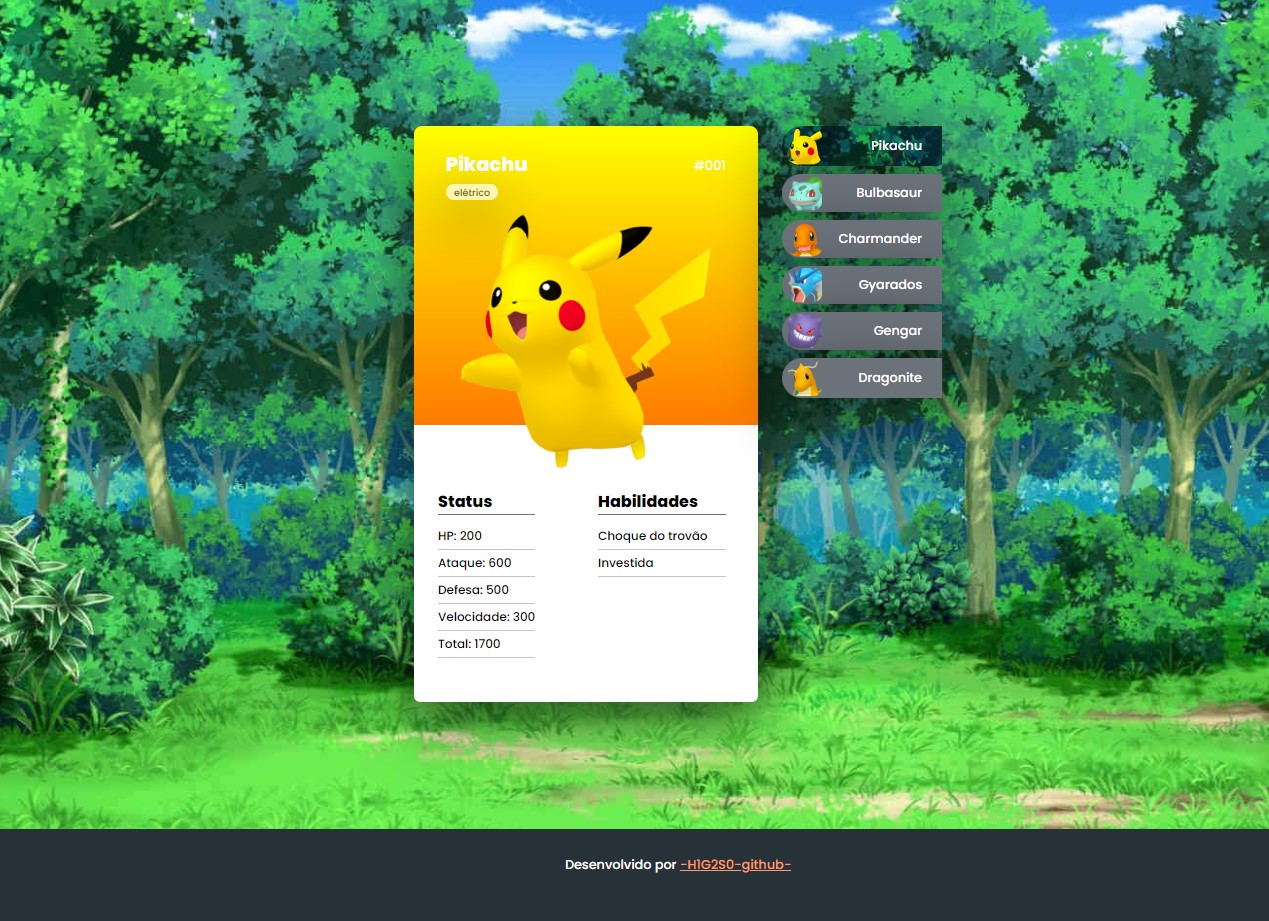 Pikachu
#001
elétrico
Status
HP: 200
Ataque: 600
Defesa: 500
Velocidade: 300
Total: 1700
Habilidades
Choque do trovão
Investida
Pikachu
Bulbasaur
Charmander
Gyarados
Gengar
Dragonite
Desenvolvido por -H1G2S0-github-